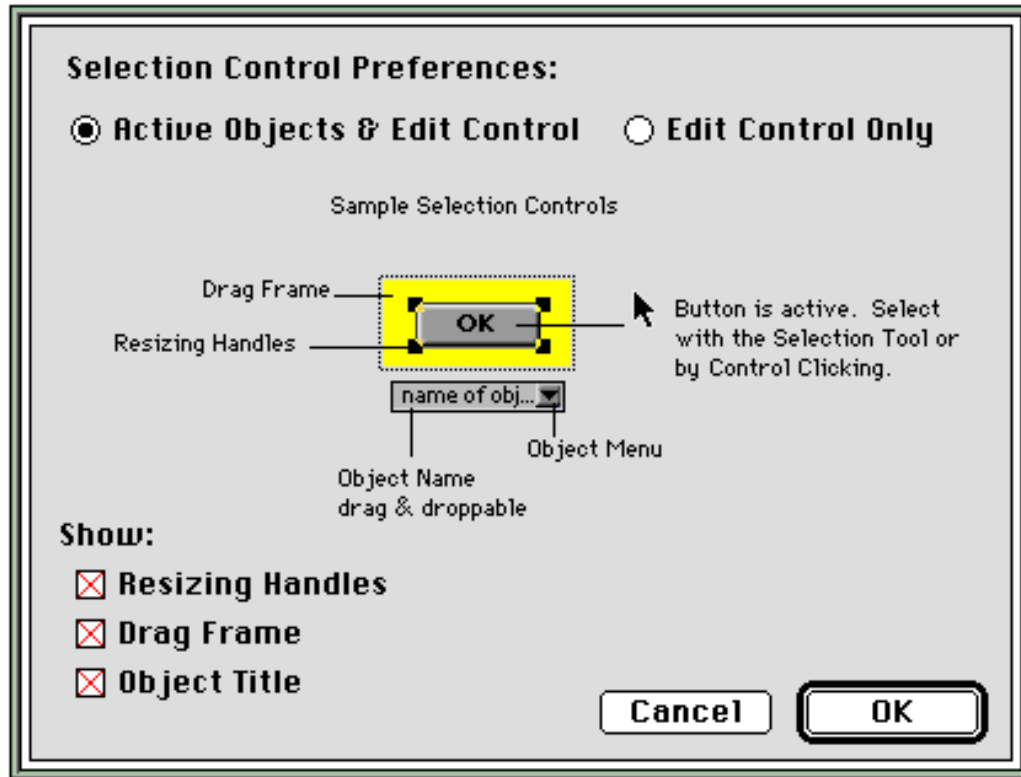 Selection Control Preferences:
Active Objects & Edit Control Edit Control Only
Sample Selection Controls
Drag Frame
OK
Resizing Handles
Button is active. Select
with the Selection Tool or
by Control Clicking.
name of obj...
Object Menu
Object Name
drag & droppable
Show:
Resizing Handles
Drag Frame
Object Title
Cancel OK